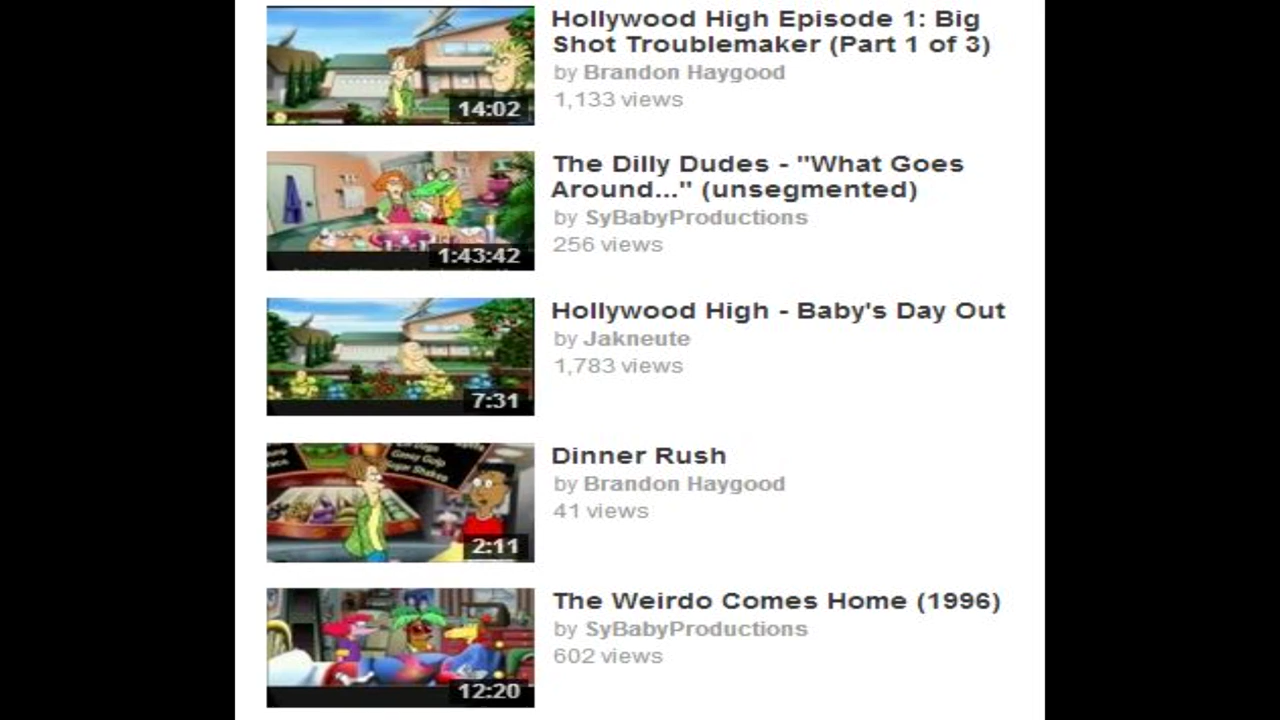 Hollywood High Episode 1: Big
Shot Troublemaker (Part 1 of 3)
by Brandon Haygood
1,133 views
14:02
The Dilly Dudes - "What Goes
Around..." (unsegmented)
by SyBabyProductions
256 views
1:43:42
Hollywood High - Baby's Day Out
by Jakneute
1,783 views
7:31
Dinner Rush
by Brandon Haygood
41 views
2:11
The Weirdo Comes Home (1996)
by SyBabyProductions
602 views
12:20